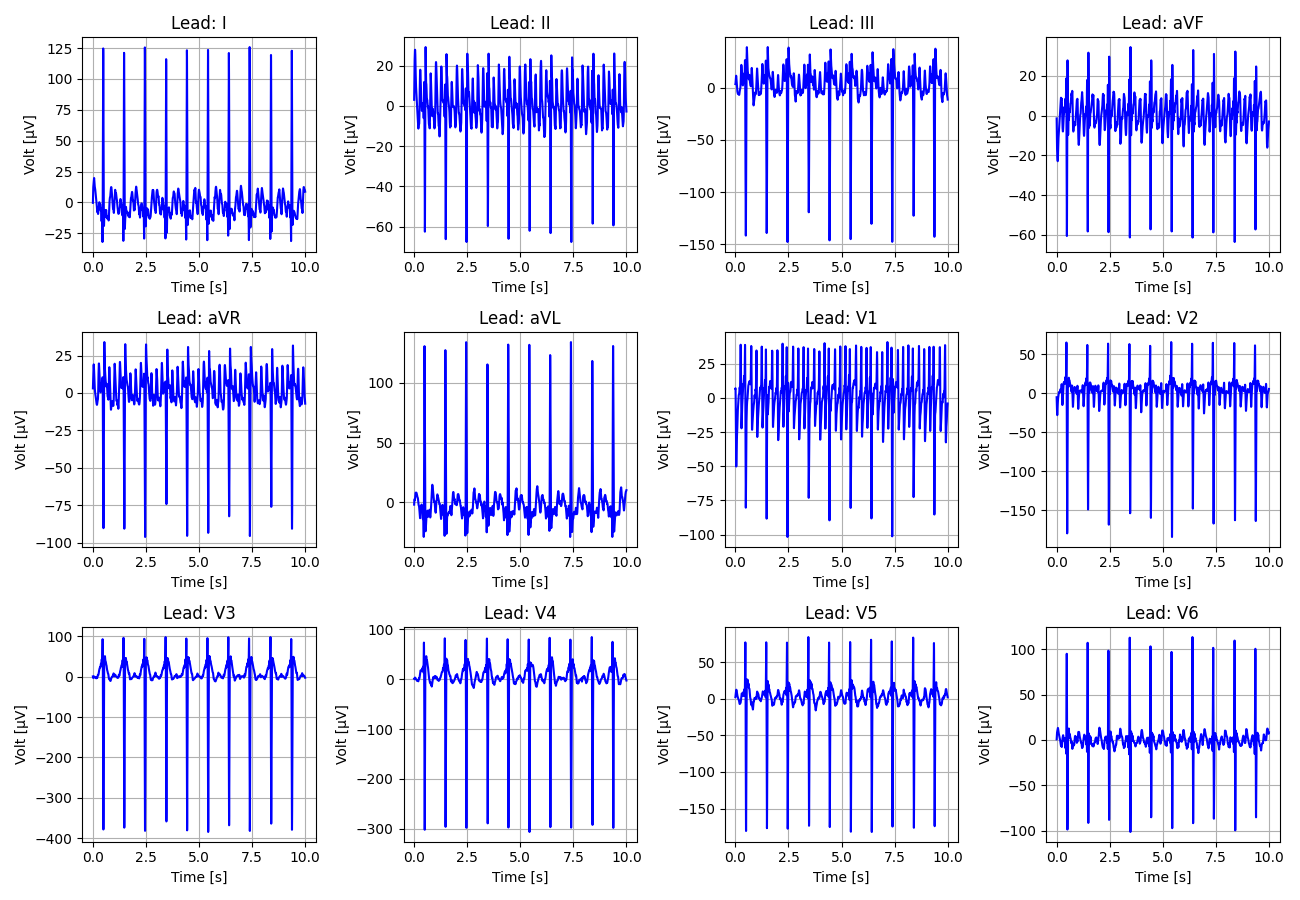 Lead: I
Lead: II
Lead: III
Lead: aVF
125
100
75
50
25
0
−25
20
0
−20
−40
−60
0
−50
−100
−150
20
0
−20
−40
−60
Volt [µV]
Volt [µV]
Volt [µV]
Volt [µV]
0.0 2.5 5.0 7.5 10.0
0.0 2.5 5.0 7.5 10.0
0.0 2.5 5.0 7.5 10.0
0.0 2.5 5.0 7.5 10.0
Time [s]
Time [s]
Time [s]
Time [s]
Lead: aVR
Lead: aVL
Lead: V1
Lead: V2
25
0
−25
−50
−75
−100
100
50
0
25
0
−25
−50
−75
−100
50
0
−50
−100
−150
Volt [µV]
Volt [µV]
Volt [µV]
Volt [µV]
0.0 2.5 5.0 7.5 10.0
0.0 2.5 5.0 7.5 10.0
0.0 2.5 5.0 7.5 10.0
0.0 2.5 5.0 7.5 10.0
Time [s]
Time [s]
Time [s]
Time [s]
Lead: V3
Lead: V4
Lead: V5
Lead: V6
100
0
−100
−200
−300
−400
100
0
−100
−200
−300
50
0
−50
−100
−150
100
50
0
−50
−100
Volt [µV]
Volt [µV]
Volt [µV]
Volt [µV]
0.0 2.5 5.0 7.5 10.0
0.0 2.5 5.0 7.5 10.0
0.0 2.5 5.0 7.5 10.0
0.0 2.5 5.0 7.5 10.0
Time [s]
Time [s]
Time [s]
Time [s]